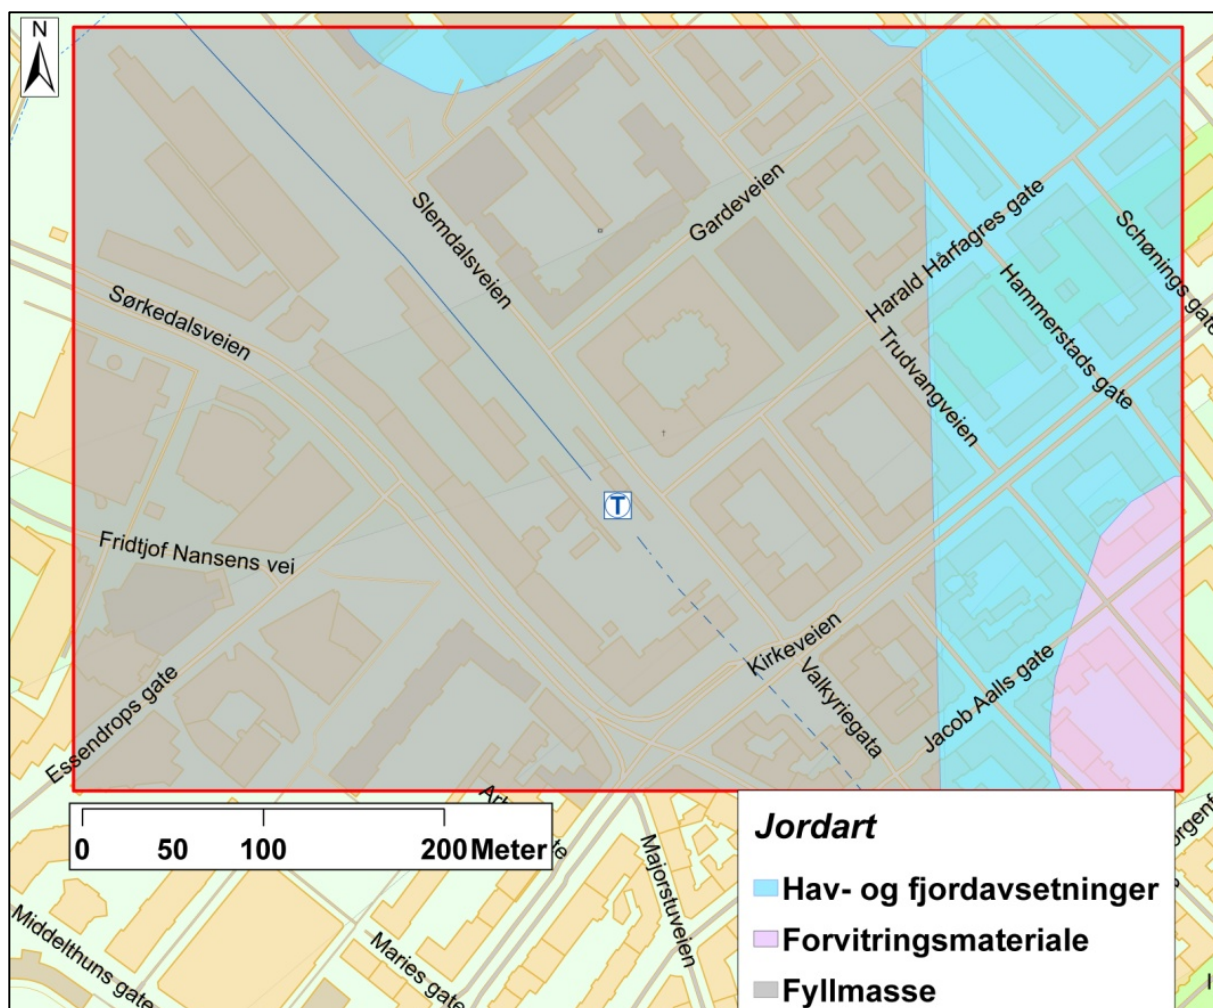 N
Slemdalsveien
Gardeveien
Harald Hårfagres gate
Schønings gate
Hammerstads gate
Sørkedalsveien
Trudvangveien
T
Fridtjof Nansens vei
Kirkeveien
Valkyriegata
Jacob Aalls gate
Essendrops gate
0 50 100 200 Meter
Majorstuveien
Middelthuns gate
Maries gate
Jordart
Hav- og fjordavsetninger
Forvitringsmateriale
Fyllmasse